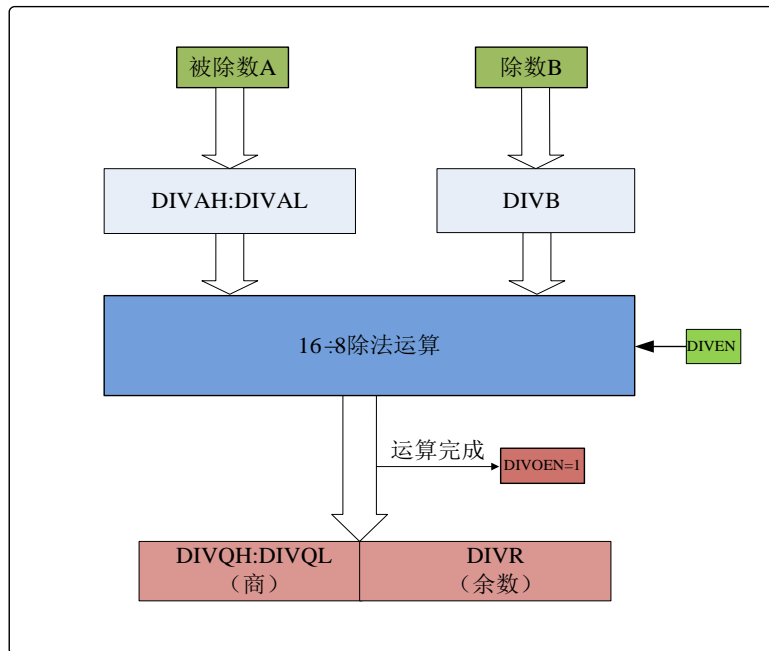 被除数A
除数B
DIVAH:DIVAL
DIVB
16÷8除法运算
DIVEN
运算完成
DIVOEN=1
DIVQH:DIVQL
（商）
DIVR
（余数）